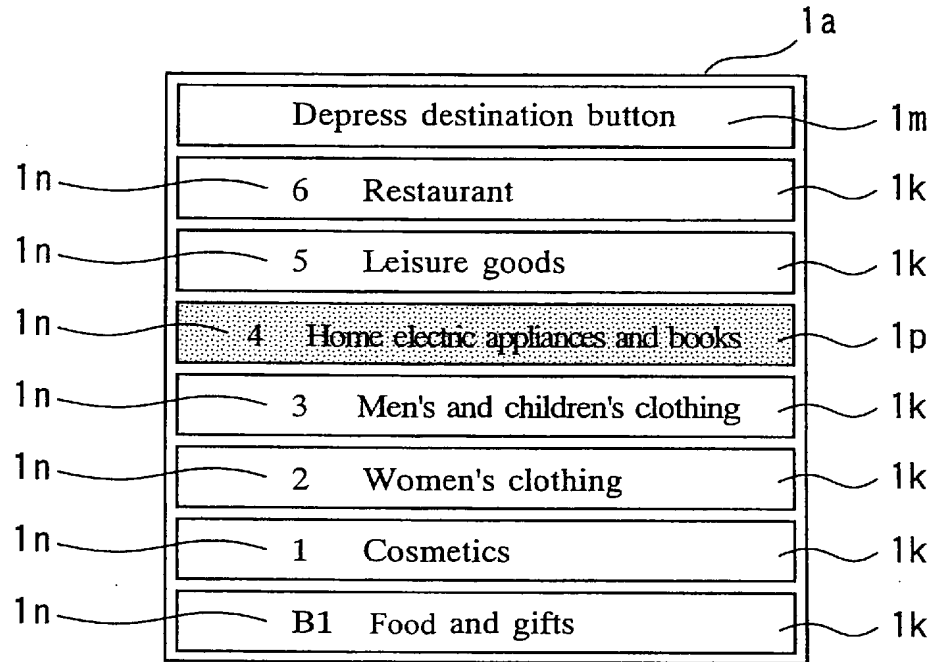 1a
Depress destination button 1m
1n 6 Restaurant 1k
1n 5 Leisure goods 1k
1n 4 Home electric appliances and books 1p
1n 3 Men's and children's clothing 1k
1n 2 Women's clothing 1k
1n 1 Cosmetics 1k
1n B1 Food and gifts 1k